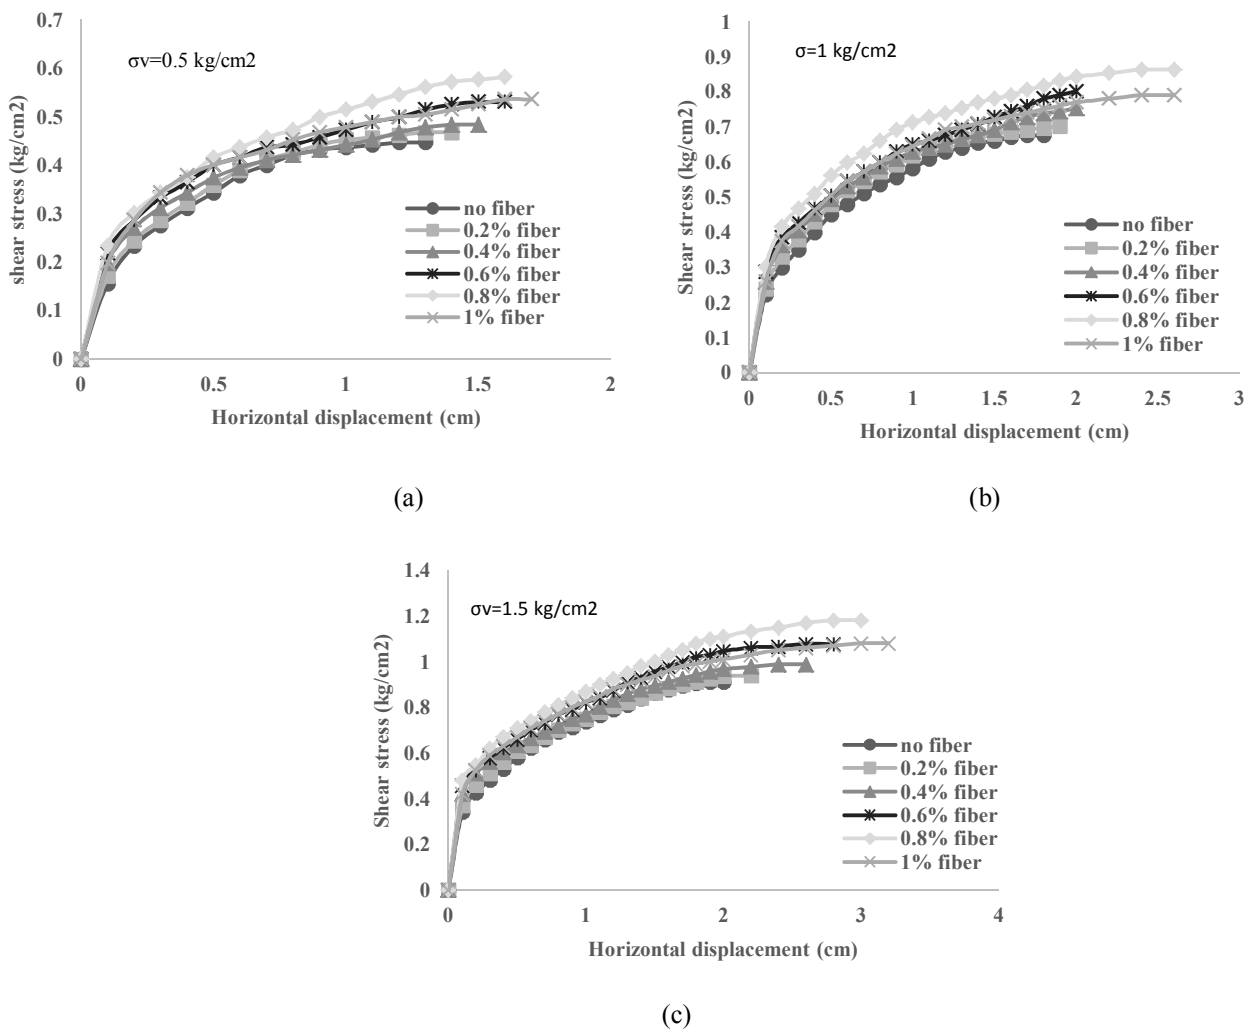 0.7
0.6
0.5
0.4
0.3
0.2
0.1
0
shear stress (kg/cm2)
σv=0.5 kg/cm2
no fiber
0.2% fiber
0.4% fiber
0.6% fiber
0.8% fiber
1% fiber
0 0.5 1 1.5 2
Horizontal displacement (cm)
(a)
1
0.9
0.8
0.7
0.6
0.5
0.4
0.3
0.2
0.1
0
Shear stress (kg/cm2)
σ=1 kg/cm2
no fiber
0.2% fiber
0.4% fiber
0.6% fiber
0.8% fiber
1% fiber
0 0.5 1 1.5 2 2.5 3
Horizontal displacement (cm)
(b)
1.4
1.2
1
0.8
0.6
0.4
0.2
0
Shear stress (kg/cm2)
σv=1.5 kg/cm2
no fiber
0.2% fiber
0.4% fiber
0.6% fiber
0.8% fiber
1% fiber
0 1 2 3 4
Horizontal displacement (cm)
(c)